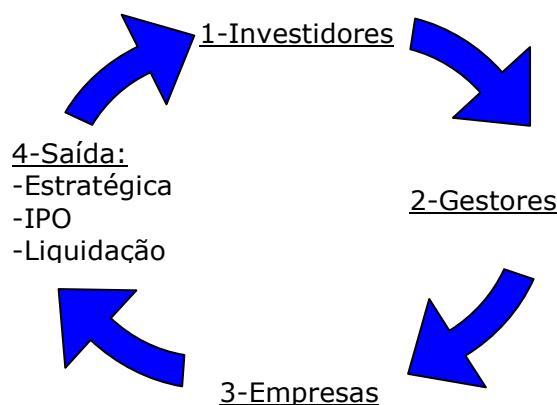 1-Investidores
4-Saída:
-Estratégica
-IPO
-Liquidação
2-Gestores
3-Empresas